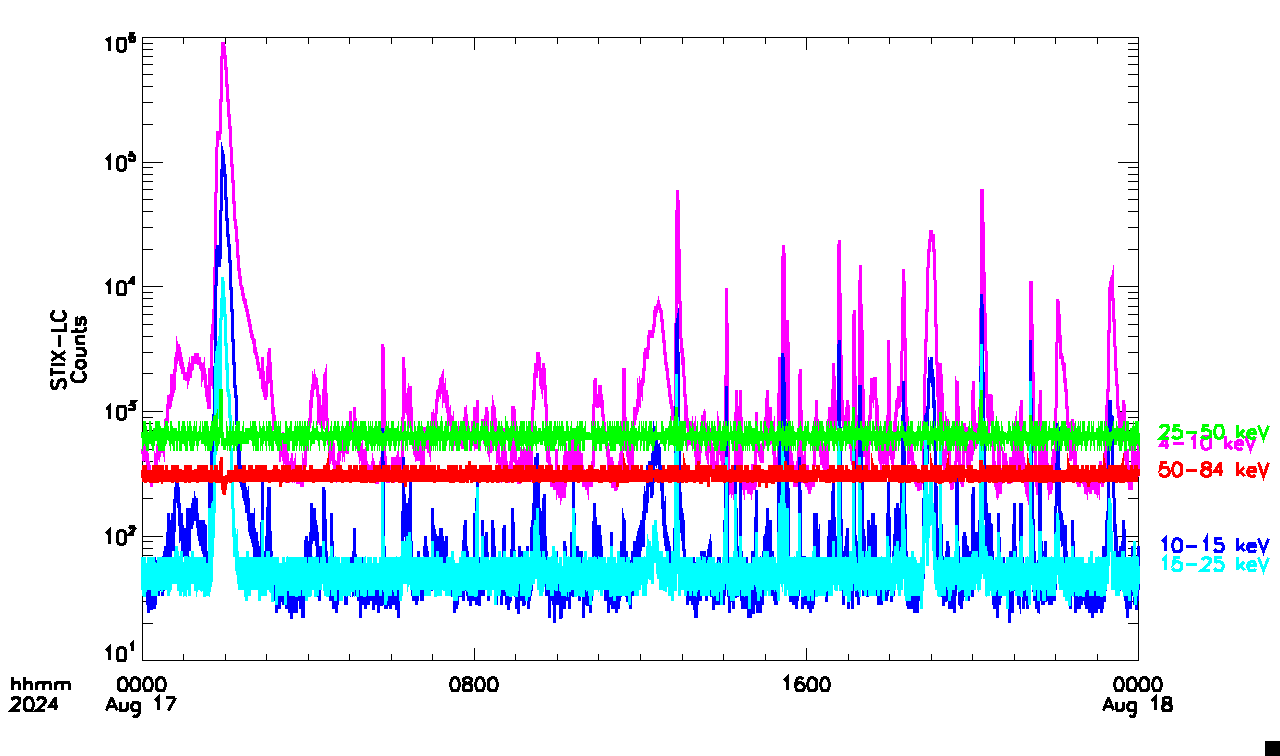 10⁶
10⁵
10⁴
10³
10²
10¹
STIX-LC
Counts
25-50 keV
4-10 keV
50-84 keV
10-15 keV
15-25 keV
hhmm 0000 0800 1600 0000
2024 Aug 17 Aug 18